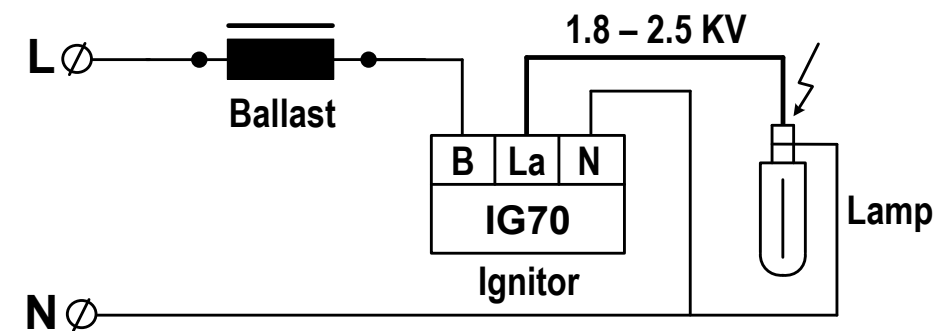 1.8 – 2.5 KV
L
Ballast
B La N
IG70
Ignitor
Lamp
N